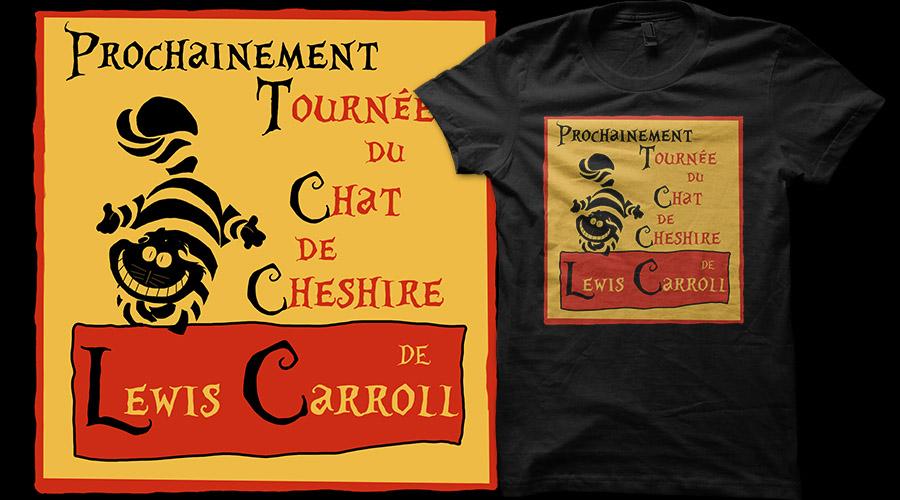 Prochainement
Tournée
du
Chat
de
Cheshire
de
Lewis Carroll
Prochainement
Tournée
du
Chat
de
Cheshire
de
Lewis Carroll